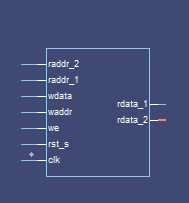 raddr_2
raddr_1
wdata
waddr
we
rst_s
clk
rdata_1
rdata_2